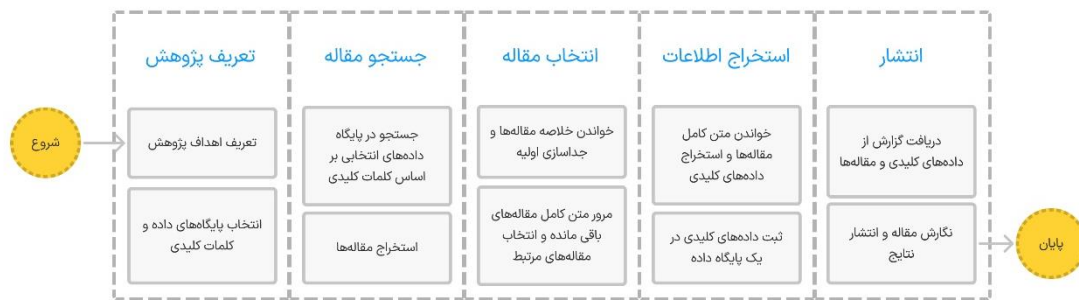 شروع
تعریف پژوهش
تعریف اهداف پژوهش
انتخاب پایگاه‌های داده و
کلمات کلیدی
جستجو مقاله
جستجو در پایگاه
داده‌های انتخابی بر
اساس کلمات کلیدی
استخراج مقاله‌ها
انتخاب مقاله
خواندن خلاصه مقاله‌ها و
جداسازی اولیه
مرور متن کامل مقاله‌های
باقی مانده و انتخاب
مقاله‌های مرتبط
استخراج اطلاعات
خواندن متن کامل
مقاله‌ها و استخراج
داده‌های کلیدی
ثبت داده‌های کلیدی در
یک پایگاه داده
انتشار
دریافت گزارش از
داده‌های کلیدی و مقاله‌ها
نگارش مقاله و انتشار
نتایج
پایان